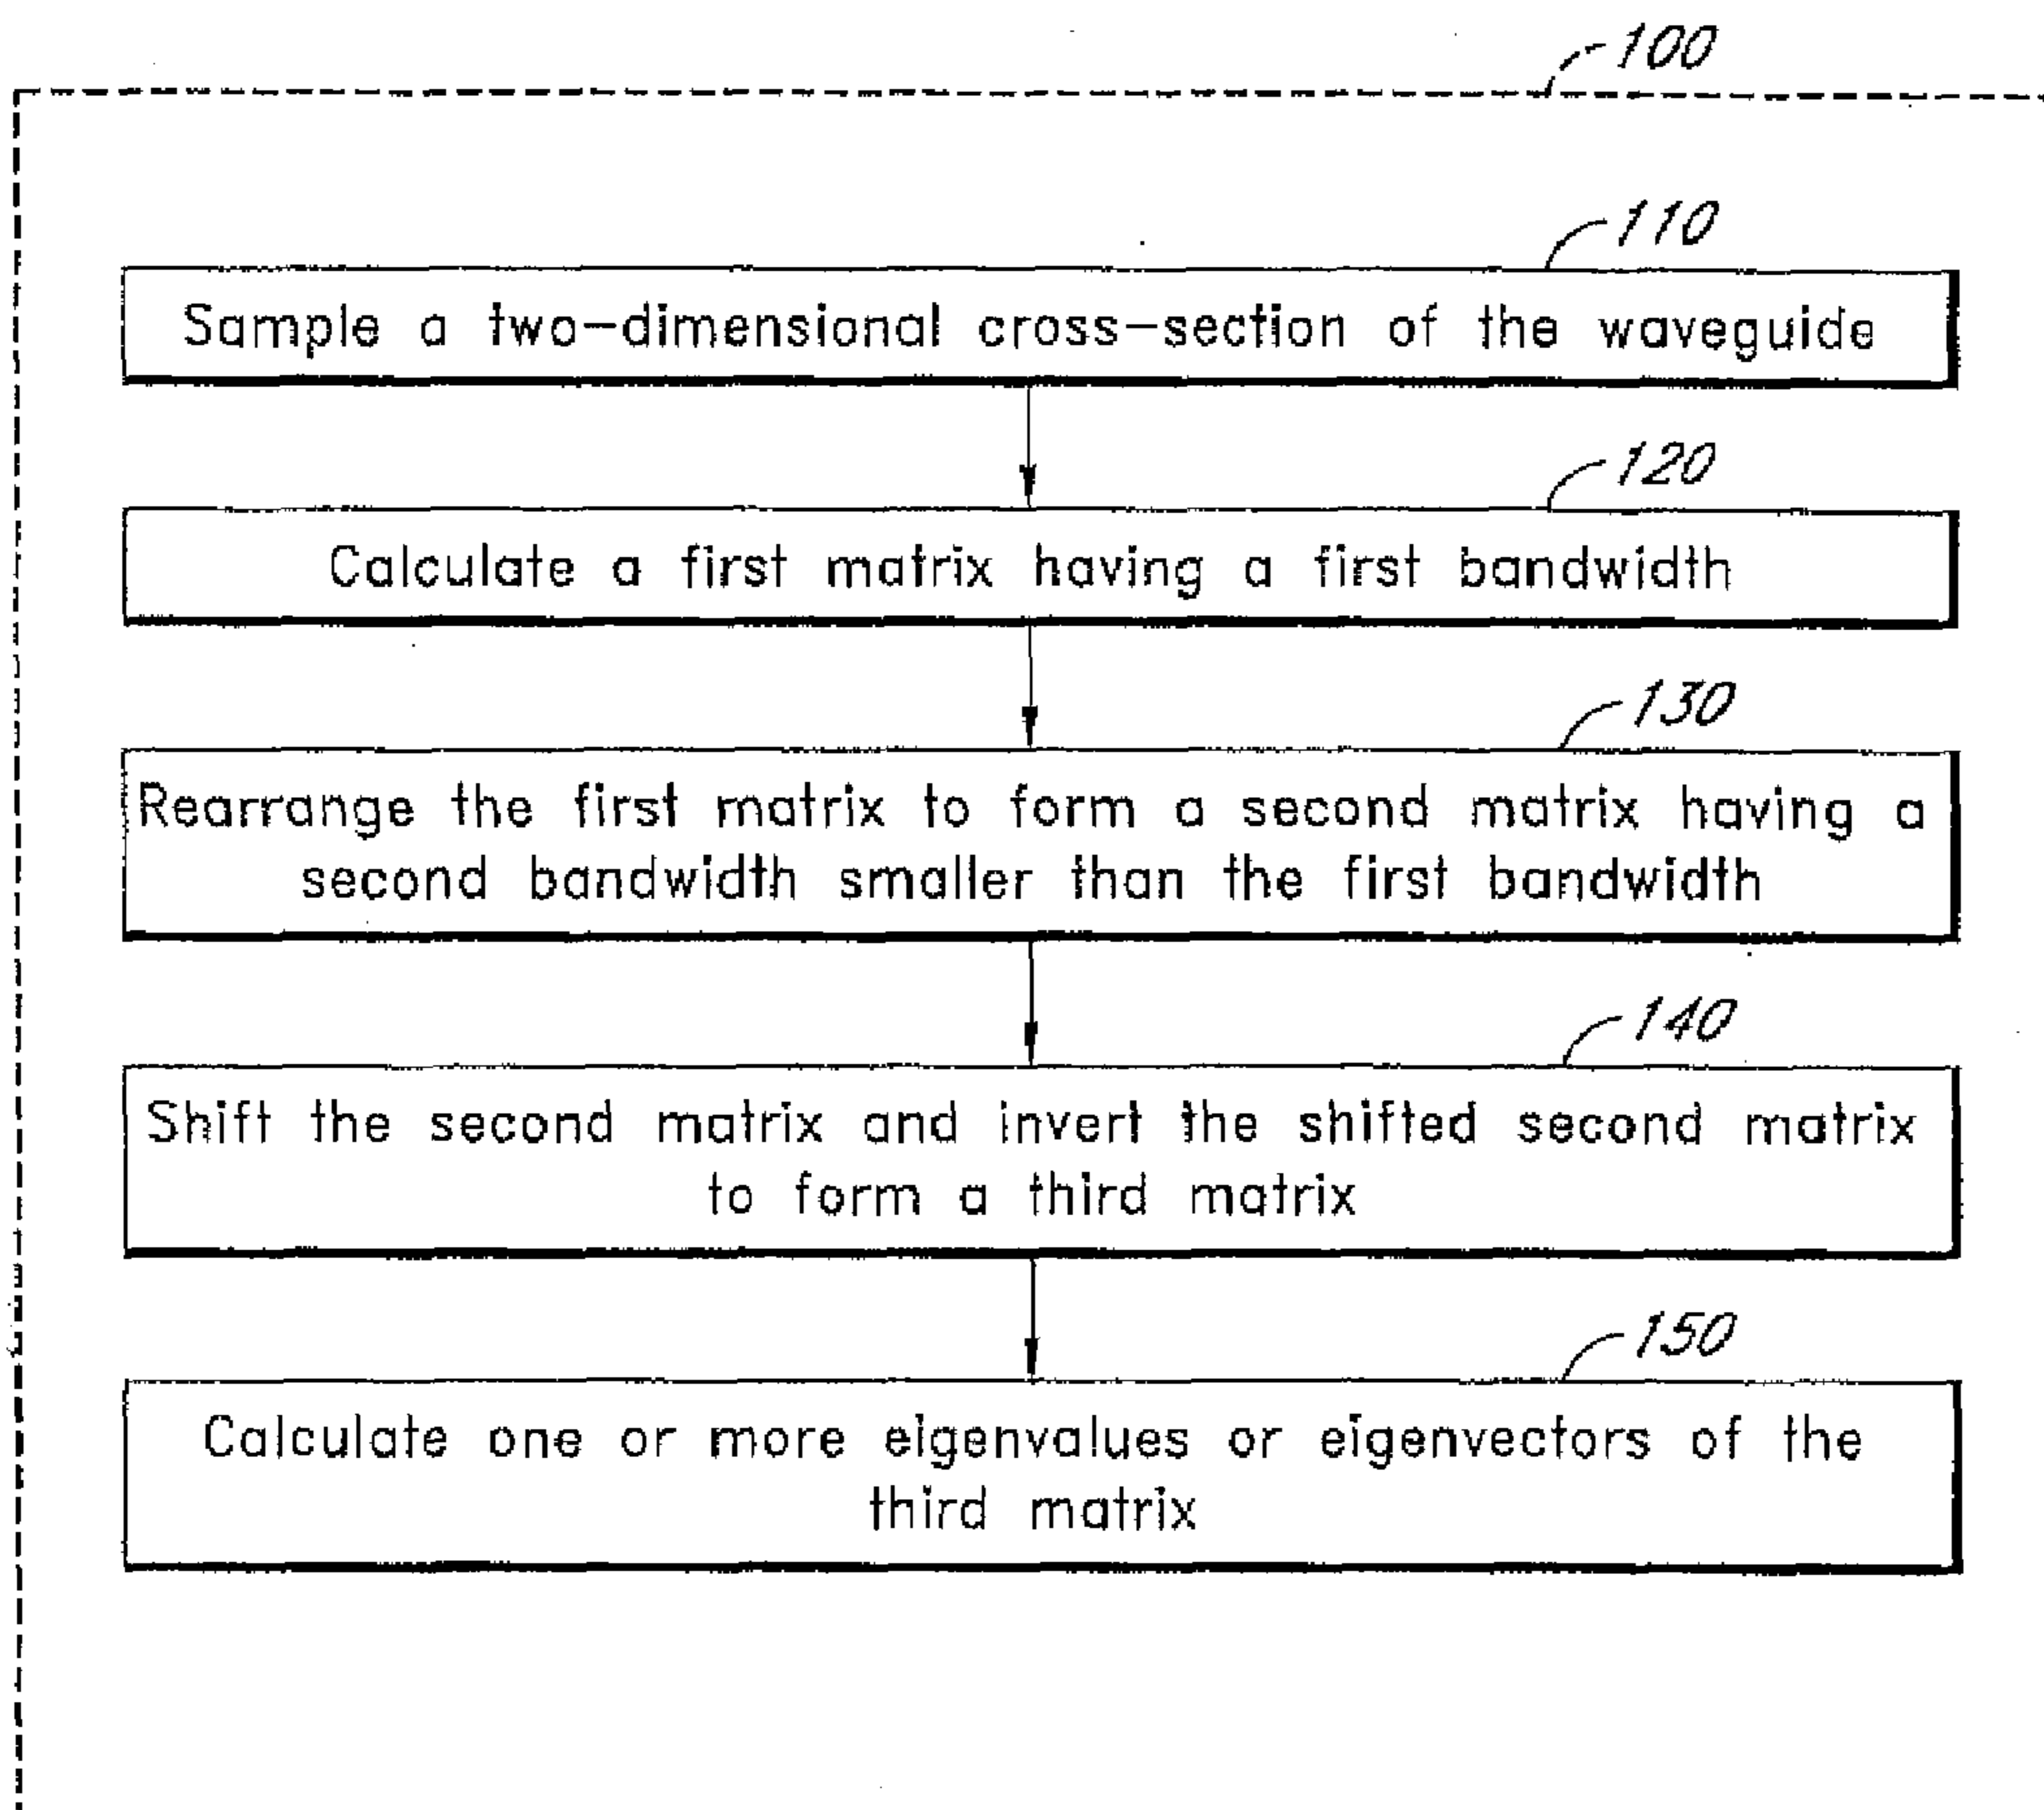 100
110
Sample a two-dimensional cross-section of the waveguide
120
Calculate a first matrix having a first bandwidth
130
Rearrange the first matrix to form a second matrix having a
second bandwidth smaller than the first bandwidth
140
Shift the second matrix and invert the shifted second matrix
to form a third matrix
150
Calculate one or more eigenvalues or eigenvectors of the
third matrix